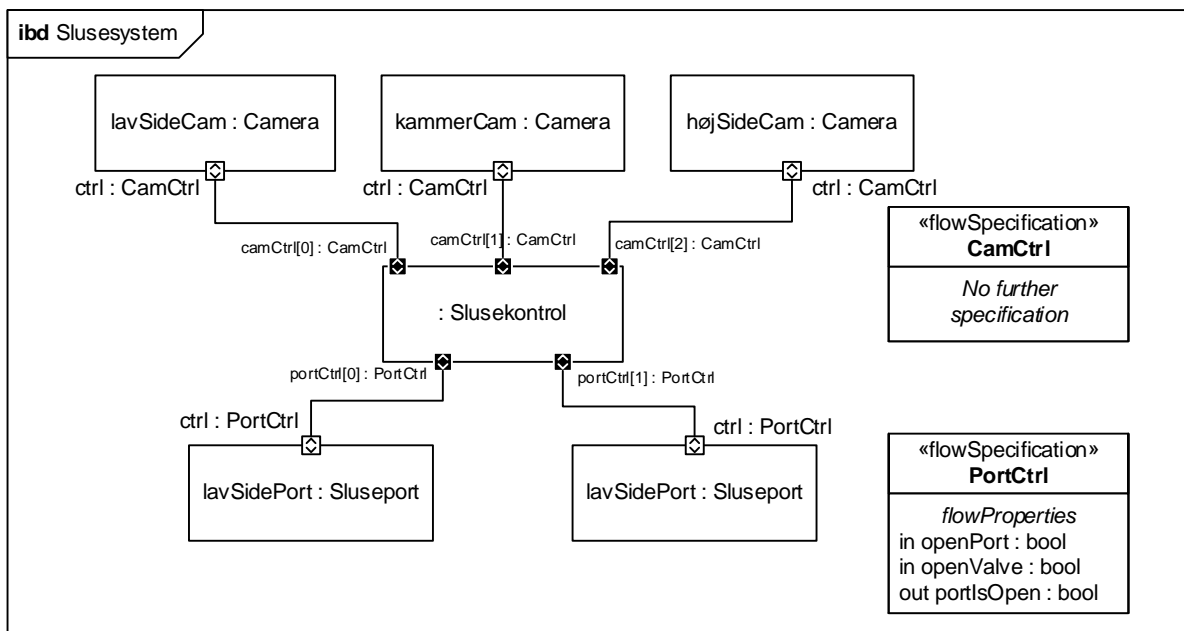 ibd Slusesystem
lavSideCam : Camera
kammerCam : Camera
højSideCam : Camera
ctrl : CamCtrl
ctrl : CamCtrl
ctrl : CamCtrl
camCtrl[0] : CamCtrl
camCtrl[1] : CamCtrl
camCtrl[2] : CamCtrl
«flowSpecification»
CamCtrl
No further
specification
: Slusekontrol
portCtrl[0] : PortCtrl
portCtrl[1] : PortCtrl
ctrl : PortCtrl
ctrl : PortCtrl
lavSidePort : Sluseport
lavSidePort : Sluseport
«flowSpecification»
PortCtrl
flowProperties
in openPort : bool
in openValve : bool
out portIsOpen : bool